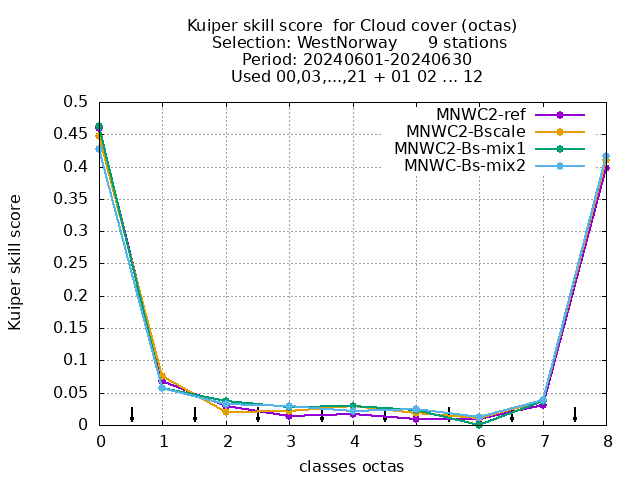 Kuiper skill score  for Cloud cover (octas)
Selection: WestNorway      9 stations
Period: 20240601-20240630
Used 00,03,...,21 + 01 02 ... 12
MNWC2-ref
MNWC2-Bscale
MNWC2-Bs-mix1
MNWC-Bs-mix2
Kuiper skill score
0.5
0.45
0.4
0.35
0.3
0.25
0.2
0.15
0.1
0.05
0
0 1 2 3 4 5 6 7 8
classes octas